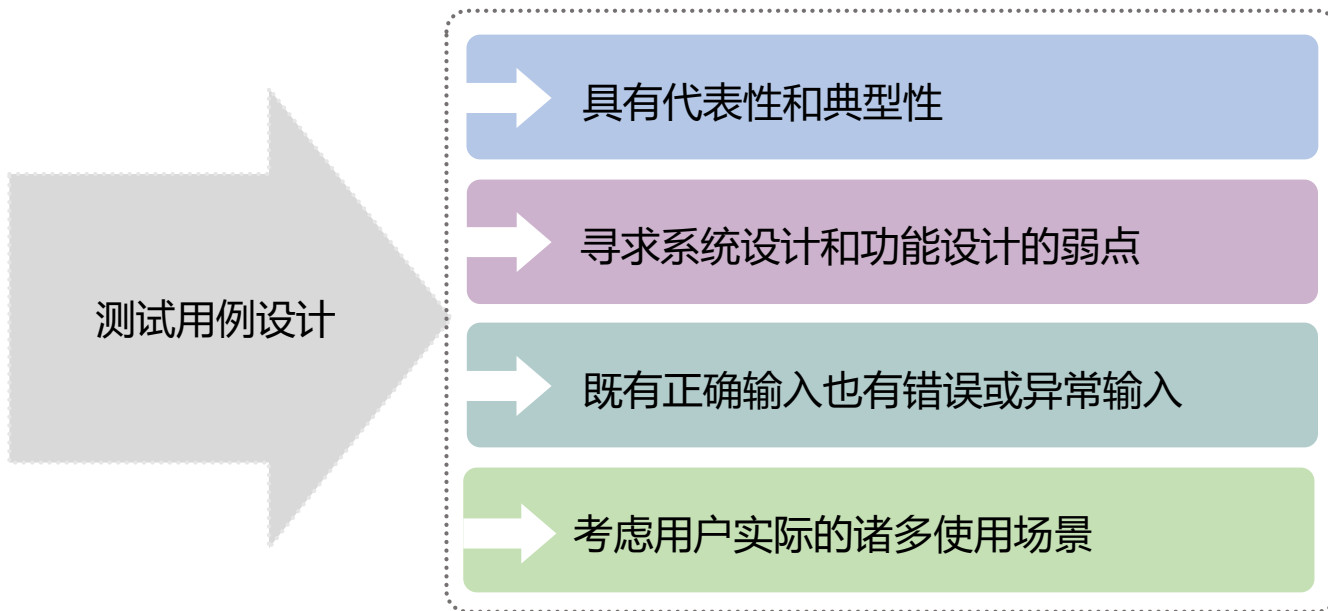 测试用例设计
具有代表性和典型性
寻求系统设计和功能设计的弱点
既有正确输入也有错误或异常输入
考虑用户实际的诸多使用场景